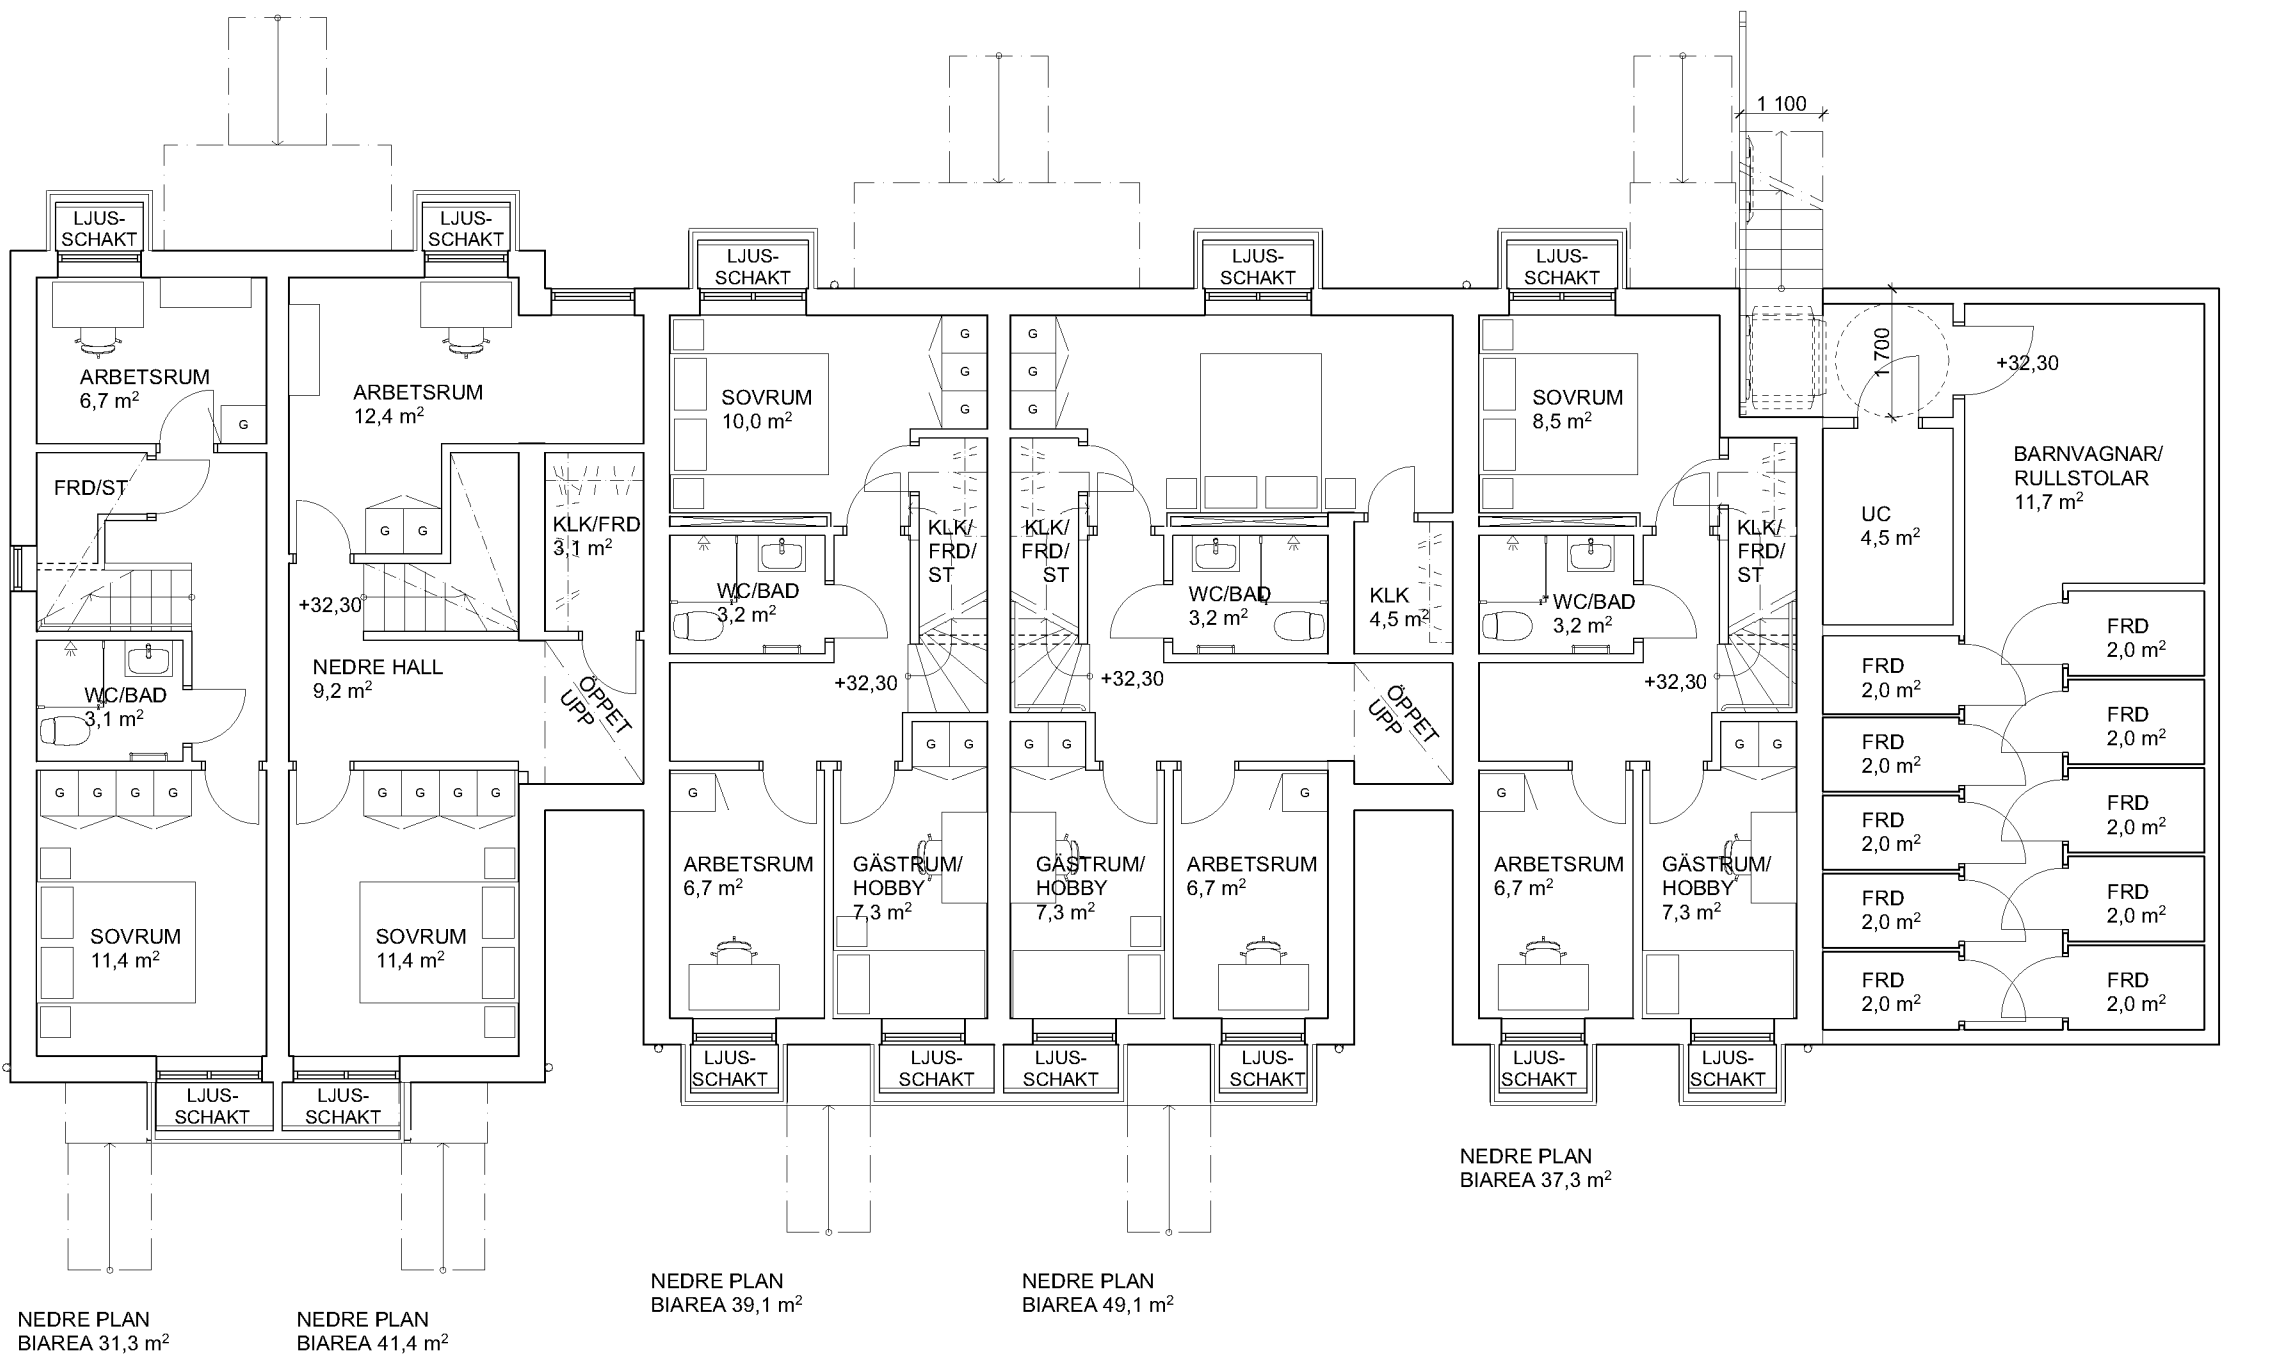 1 100
LJUS-
SCHAKT
LJUS-
SCHAKT
LJUS-
SCHAKT
LJUS-
SCHAKT
LJUS-
SCHAKT
ARBETSRUM
6,7 m²
G
FRD/ST
WC/BAD
3,1 m²
G G G G
SOVRUM
11,4 m²
LJUS-
SCHAKT
ARBETSRUM
12,4 m²
G G
KLK/FRD
3,1 m²
+32,30
NEDRE HALL
9,2 m²
ÖPPET
UPP
G G G G
SOVRUM
11,4 m²
LJUS-
SCHAKT
SOVRUM
10,0 m²
G
G
G
KLK/
FRD/
ST
WC/BAD
3,2 m²
+32,30
G G
G
ARBETSRUM
6,7 m²
GÄSTRUM/
HOBBY
7,3 m²
LJUS-
SCHAKT
LJUS-
SCHAKT
G
G
G
KLK/
FRD/
ST
WC/BAD
3,2 m²
KLK
4,5 m²
+32,30
ÖPPET
UPP
G G
G
GÄSTRUM/
HOBBY
7,3 m²
ARBETSRUM
6,7 m²
LJUS-
SCHAKT
LJUS-
SCHAKT
SOVRUM
8,5 m²
KLK/
FRD/
ST
WC/BAD
3,2 m²
+32,30
G G
G
ARBETSRUM
6,7 m²
GÄSTRUM/
HOBBY
7,3 m²
LJUS-
SCHAKT
LJUS-
SCHAKT
1 700
+32,30
BARNVAGNAR/
RULLSTOLAR
11,7 m²
UC
4,5 m²
FRD
2,0 m²
FRD
2,0 m²
FRD
2,0 m²
FRD
2,0 m²
FRD
2,0 m²
FRD
2,0 m²
FRD
2,0 m²
FRD
2,0 m²
FRD
2,0 m²
FRD
2,0 m²
NEDRE PLAN
BIAREA 31,3 m²
NEDRE PLAN
BIAREA 41,4 m²
NEDRE PLAN
BIAREA 39,1 m²
NEDRE PLAN
BIAREA 49,1 m²
NEDRE PLAN
BIAREA 37,3 m²